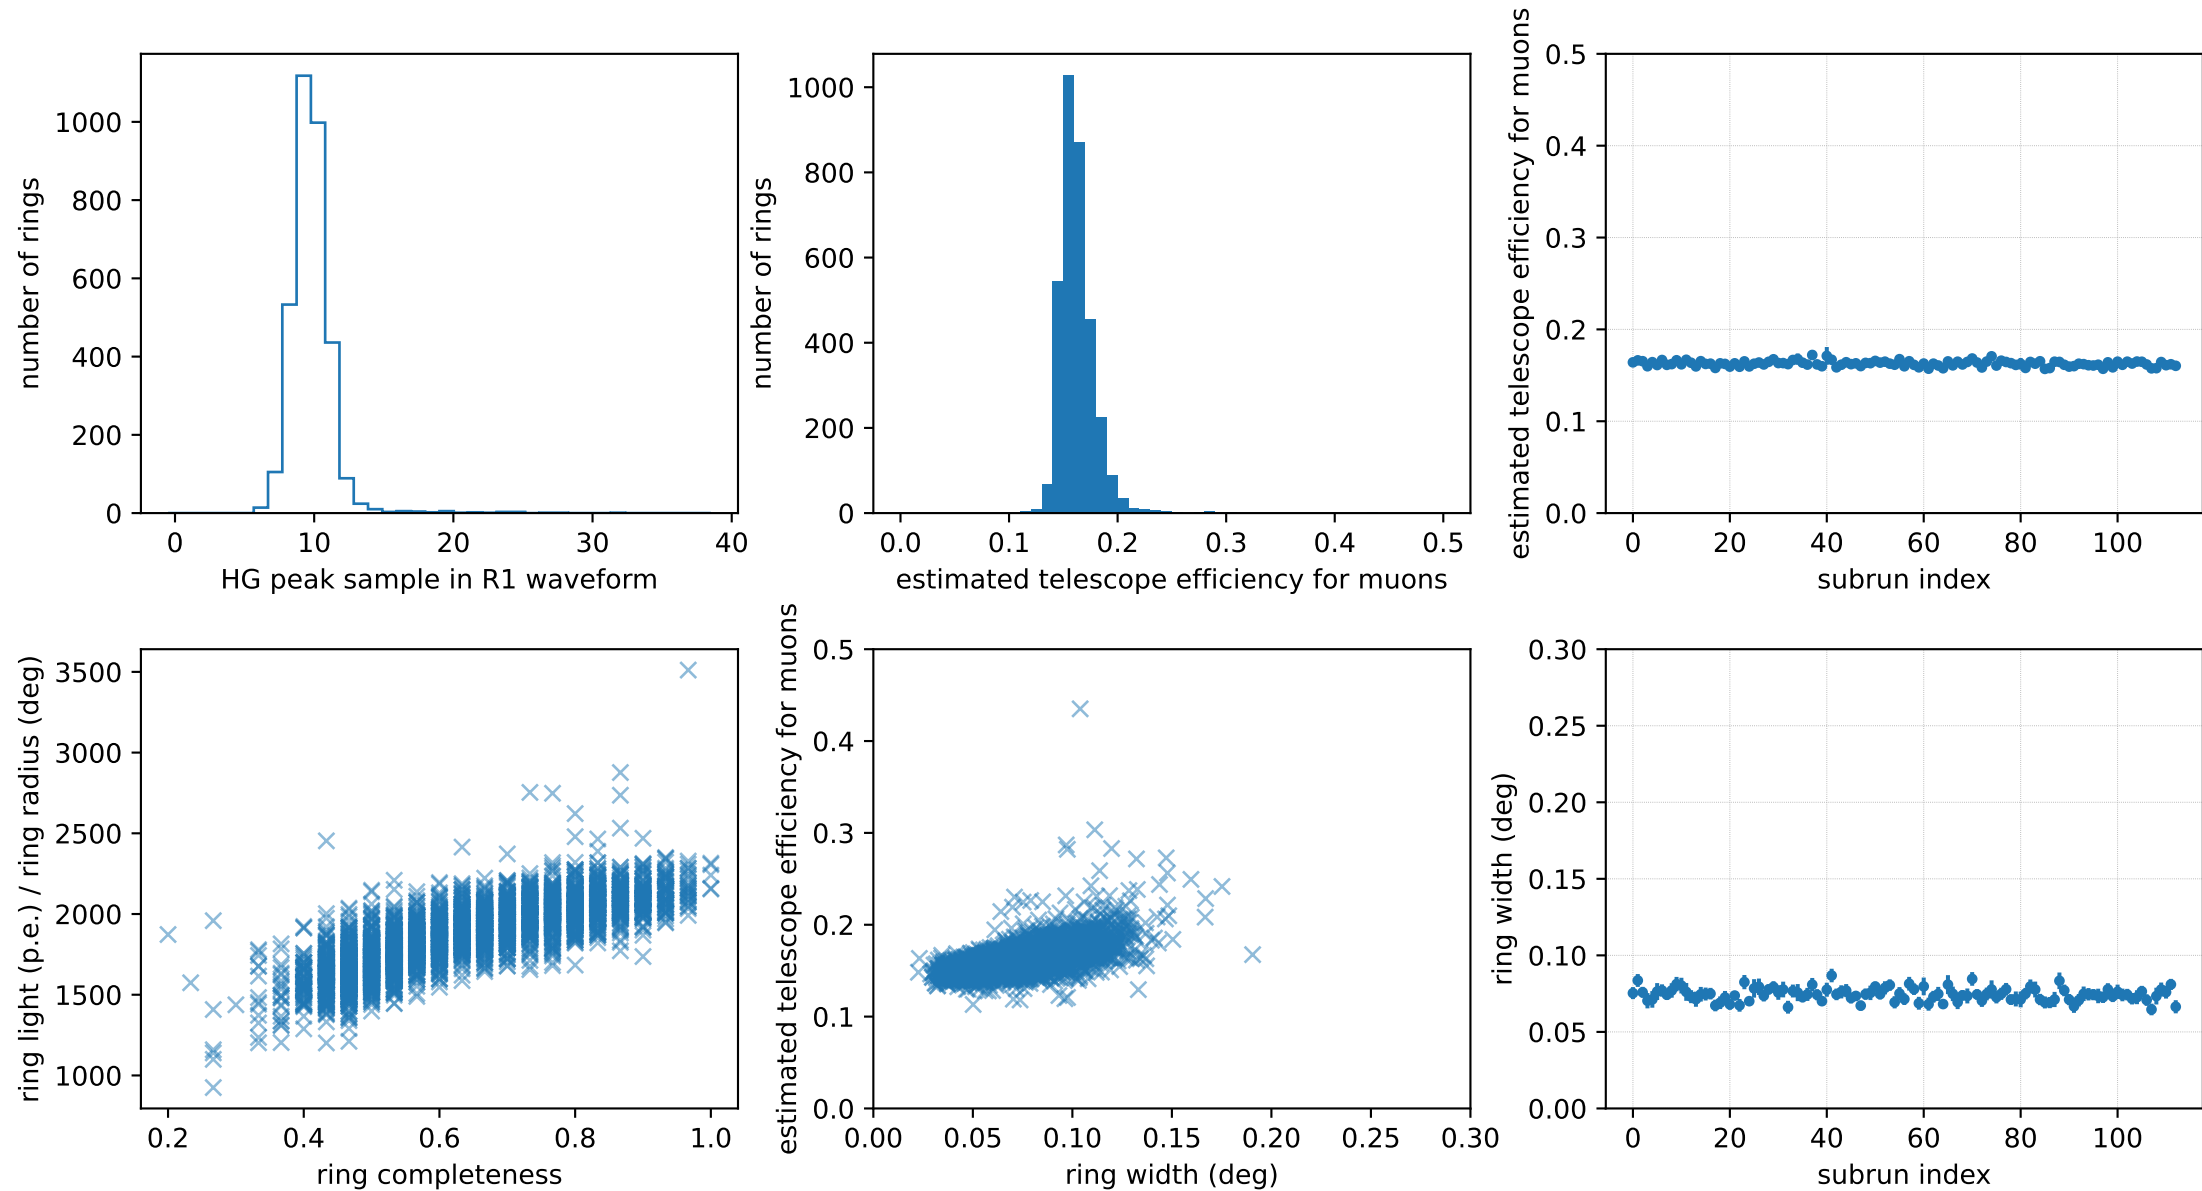 number of rings
1000
800
600
400
200
0
0 10 20 30 40
HG peak sample in R1 waveform
number of rings
1000
800
600
400
200
0
0.0 0.1 0.2 0.3 0.4 0.5
estimated telescope efficiency for muons
estimated telescope efficiency for muons
0.5
0.4
0.3
0.2
0.1
0.0
0 20 40 60 80 100
subrun index
ring light (p.e.) / ring radius (deg)
3500
3000
2500
2000
1500
1000
0.2 0.4 0.6 0.8 1.0
ring completeness
estimated telescope efficiency for muons
0.5
0.4
0.3
0.2
0.1
0.0
0.00 0.05 0.10 0.15 0.20 0.25 0.30
ring width (deg)
ring width (deg)
0.30
0.25
0.20
0.15
0.10
0.05
0.00
0 20 40 60 80 100
subrun index